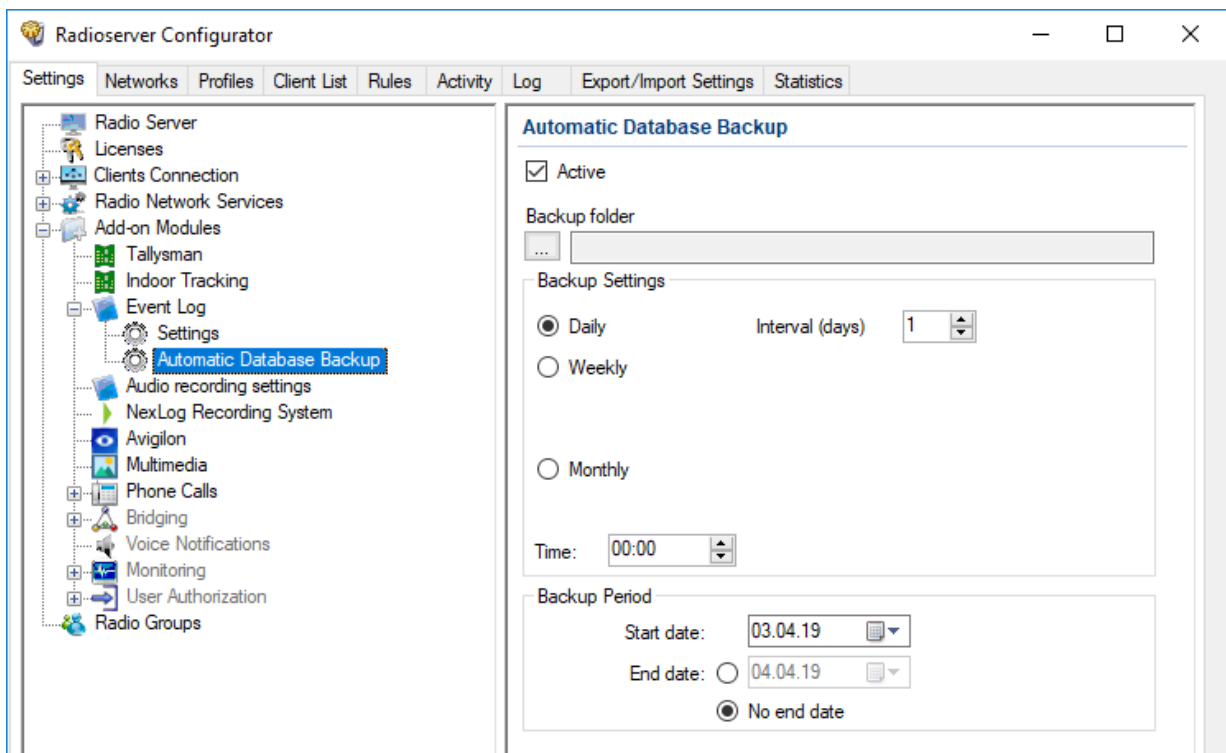 Radioserver Configurator
Settings Networks Profiles Client List Rules Activity Log Export/Import Settings Statistics
Radio Server
Licenses
Clients Connection
Radio Network Services
Add-on Modules
Tallysman
Indoor Tracking
Event Log
Settings
Automatic Database Backup
Audio recording settings
NexLog Recording System
Avigilon
Multimedia
Phone Calls
Bridging
Voice Notifications
Monitoring
User Authorization
Radio Groups
Automatic Database Backup
Active
Backup folder
...
Backup Settings
Daily Interval (days) 1
Weekly
Monthly
Time: 00:00
Backup Period
Start date: 03.04.19
End date: 04.04.19
No end date